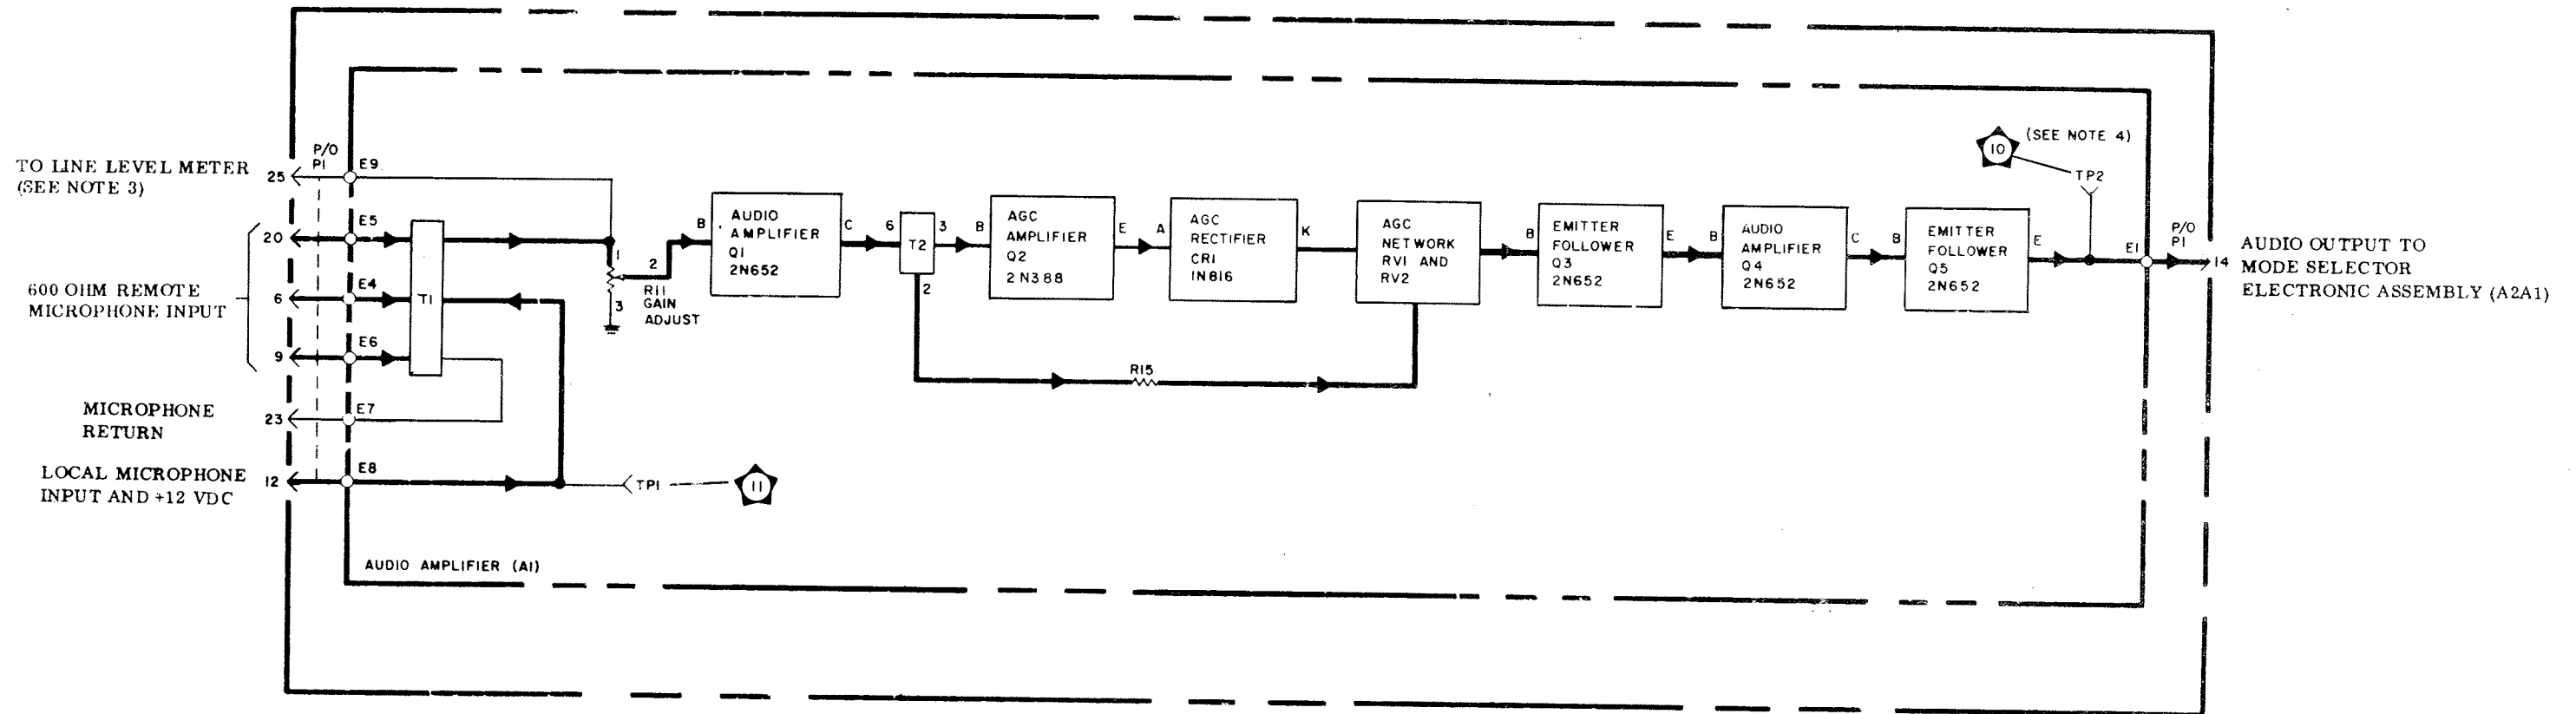 TO LINE LEVEL METER
(SEE NOTE 3)
600 OHM REMOTE
MICROPHONE INPUT
MICROPHONE
RETURN
LOCAL MICROPHONE
INPUT AND +12 VDC
P/O
P1
25
20
6
9
23
12
E9
E5
E4
E6
E7
E8
T1
1
2
3
R11
GAIN
ADJUST
TP1
11
B
AUDIO
AMPLIFIER
Q1
2N652
C
6
T2
3
2
B
AGC
AMPLIFIER
Q2
2N388
E
A
AGC
RECTIFIER
CR1
1N816
K
AGC
NETWORK
RV1 AND
RV2
R15
B
EMITTER
FOLLOWER
Q3
2N652
E
B
AUDIO
AMPLIFIER
Q4
2N652
C
B
EMITTER
FOLLOWER
Q5
2N652
E
10
(SEE NOTE 4)
TP2
E1
P/O
P1
14
AUDIO OUTPUT TO
MODE SELECTOR
ELECTRONIC ASSEMBLY (A2A1)
AUDIO AMPLIFIER (A1)